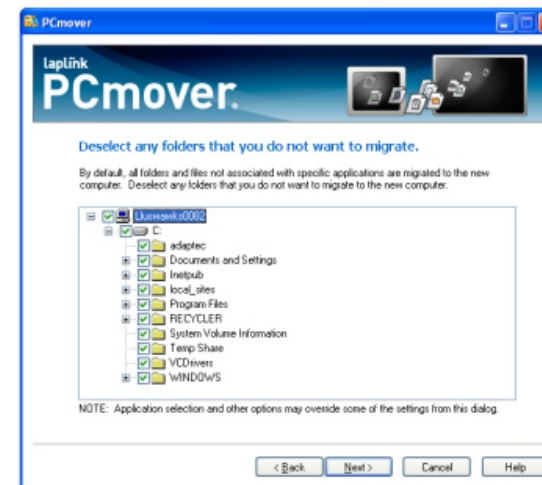 PCmover
laplink
PCmover.
Deselect any folders that you do not want to migrate.
By default, all folders and files not associated with specific applications are migrated to the new
computer. Deselect any folders that you do not want to migrate to the new computer.
C:
adaptec
Documents and Settings
Inetpub
local_sites
Program Files
RECYCLER
System Volume Information
Temp Share
VCDrivers
WINDOWS
NOTE: Application selection and other options may override some of the settings from this dialog.
< Back Next > Cancel Help